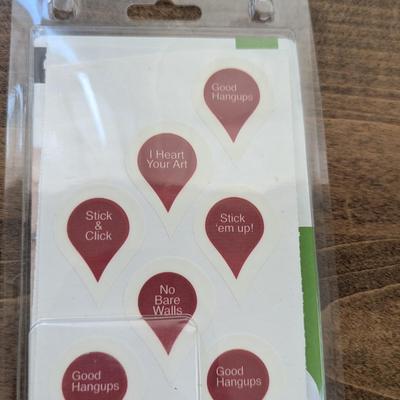 Good
Hangups
I Heart
Your Art
Stick
&
Click
Stick
'em up!
No
Bare
Walls
Good
Hangups
Good
Hangups